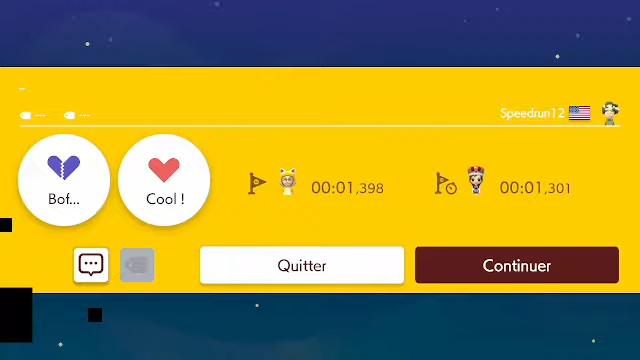 --- ---
Speedrun12
Bof... Cool !
00:01,398 00:01,301
Quitter Continuer